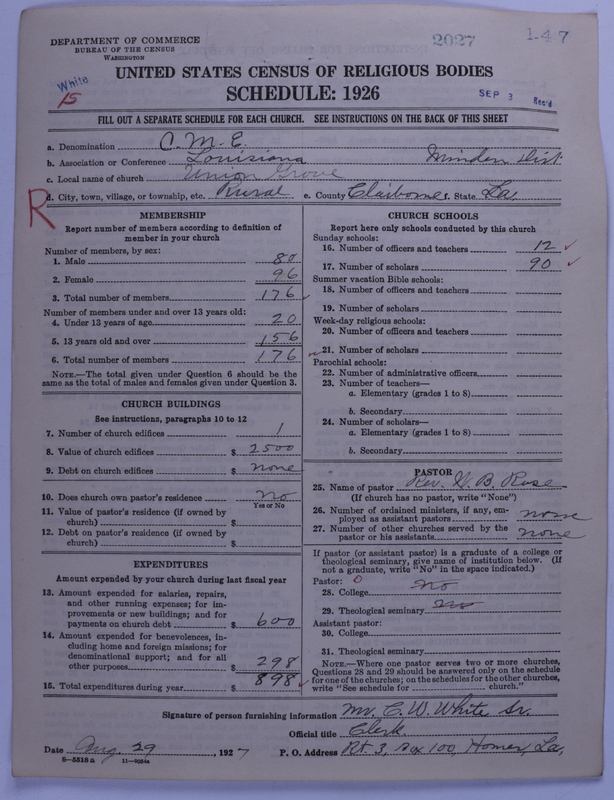 DEPARTMENT OF COMMERCE
BUREAU OF THE CENSUS
WASHINGTON
2027
1-47
White
15
UNITED STATES CENSUS OF RELIGIOUS BODIES
SCHEDULE: 1926
SEP 3 Rec'd
FILL OUT A SEPARATE SCHEDULE FOR EACH CHURCH. SEE INSTRUCTIONS ON THE BACK OF THIS SHEET
a. Denomination C. M. E.
b. Association or Conference Louisiana Minden Dist.
c. Local name of church Union Grove
R
d. City, town, village, or township, etc. Rural e. County Claiborne f. State La.
MEMBERSHIP
Report number of members according to definition of
member in your church
Number of members, by sex:
1. Male 80
2. Female 96
3. Total number of members 176
Number of members under and over 13 years old:
4. Under 13 years of age 20
5. 13 years old and over 156
6. Total number of members 176
NOTE.—The total given under Question 6 should be the
same as the total of males and females given under Question 3.
CHURCH BUILDINGS
See instructions, paragraphs 10 to 12
7. Number of church edifices 1
8. Value of church edifices $ 2500
9. Debt on church edifices $ none
10. Does church own pastor's residence no
Yes or No
11. Value of pastor's residence (if owned by
church) $
12. Debt on pastor's residence (if owned by
church) $
EXPENDITURES
Amount expended by your church during last fiscal year
13. Amount expended for salaries, repairs,
and other running expenses; for im-
provements or new buildings; and for
payments on church debt $ 600
14. Amount expended for benevolences, in-
cluding home and foreign missions; for
denominational support; and for all
other purposes $ 298
15. Total expenditures during year $ 898
CHURCH SCHOOLS
Report here only schools conducted by this church
Sunday schools:
16. Number of officers and teachers 12
17. Number of scholars 90
Summer vacation Bible schools:
18. Number of officers and teachers
19. Number of scholars
Week-day religious schools:
20. Number of officers and teachers
21. Number of scholars
Parochial schools:
22. Number of administrative officers
23. Number of teachers—
a. Elementary (grades 1 to 8)
b. Secondary
24. Number of scholars—
a. Elementary (grades 1 to 8)
b. Secondary
PASTOR
25. Name of pastor Rev. W. B. Rose
(If church has no pastor, write "None")
26. Number of ordained ministers, if any, em-
ployed as assistant pastors none
27. Number of other churches served by the
pastor or his assistants none
If pastor (or assistant pastor) is a graduate of a college or
theological seminary, give name of institution below. (If
not a graduate, write "No" in the space indicated.)
Pastor: 0
28. College no
29. Theological seminary no
Assistant pastor:
30. College
31. Theological seminary
NOTE.—Where one pastor serves two or more churches,
Questions 28 and 29 should be answered only on the schedule
for one of the churches; on the schedules for the other churches,
write "See schedule for church."
Signature of person furnishing information Mr. C. W. White Sr.
Official title Clerk
Date Aug. 29, 1927 P. O. Address Rt. 3, Box 100, Homer, La.
8—5518a 11—9054a